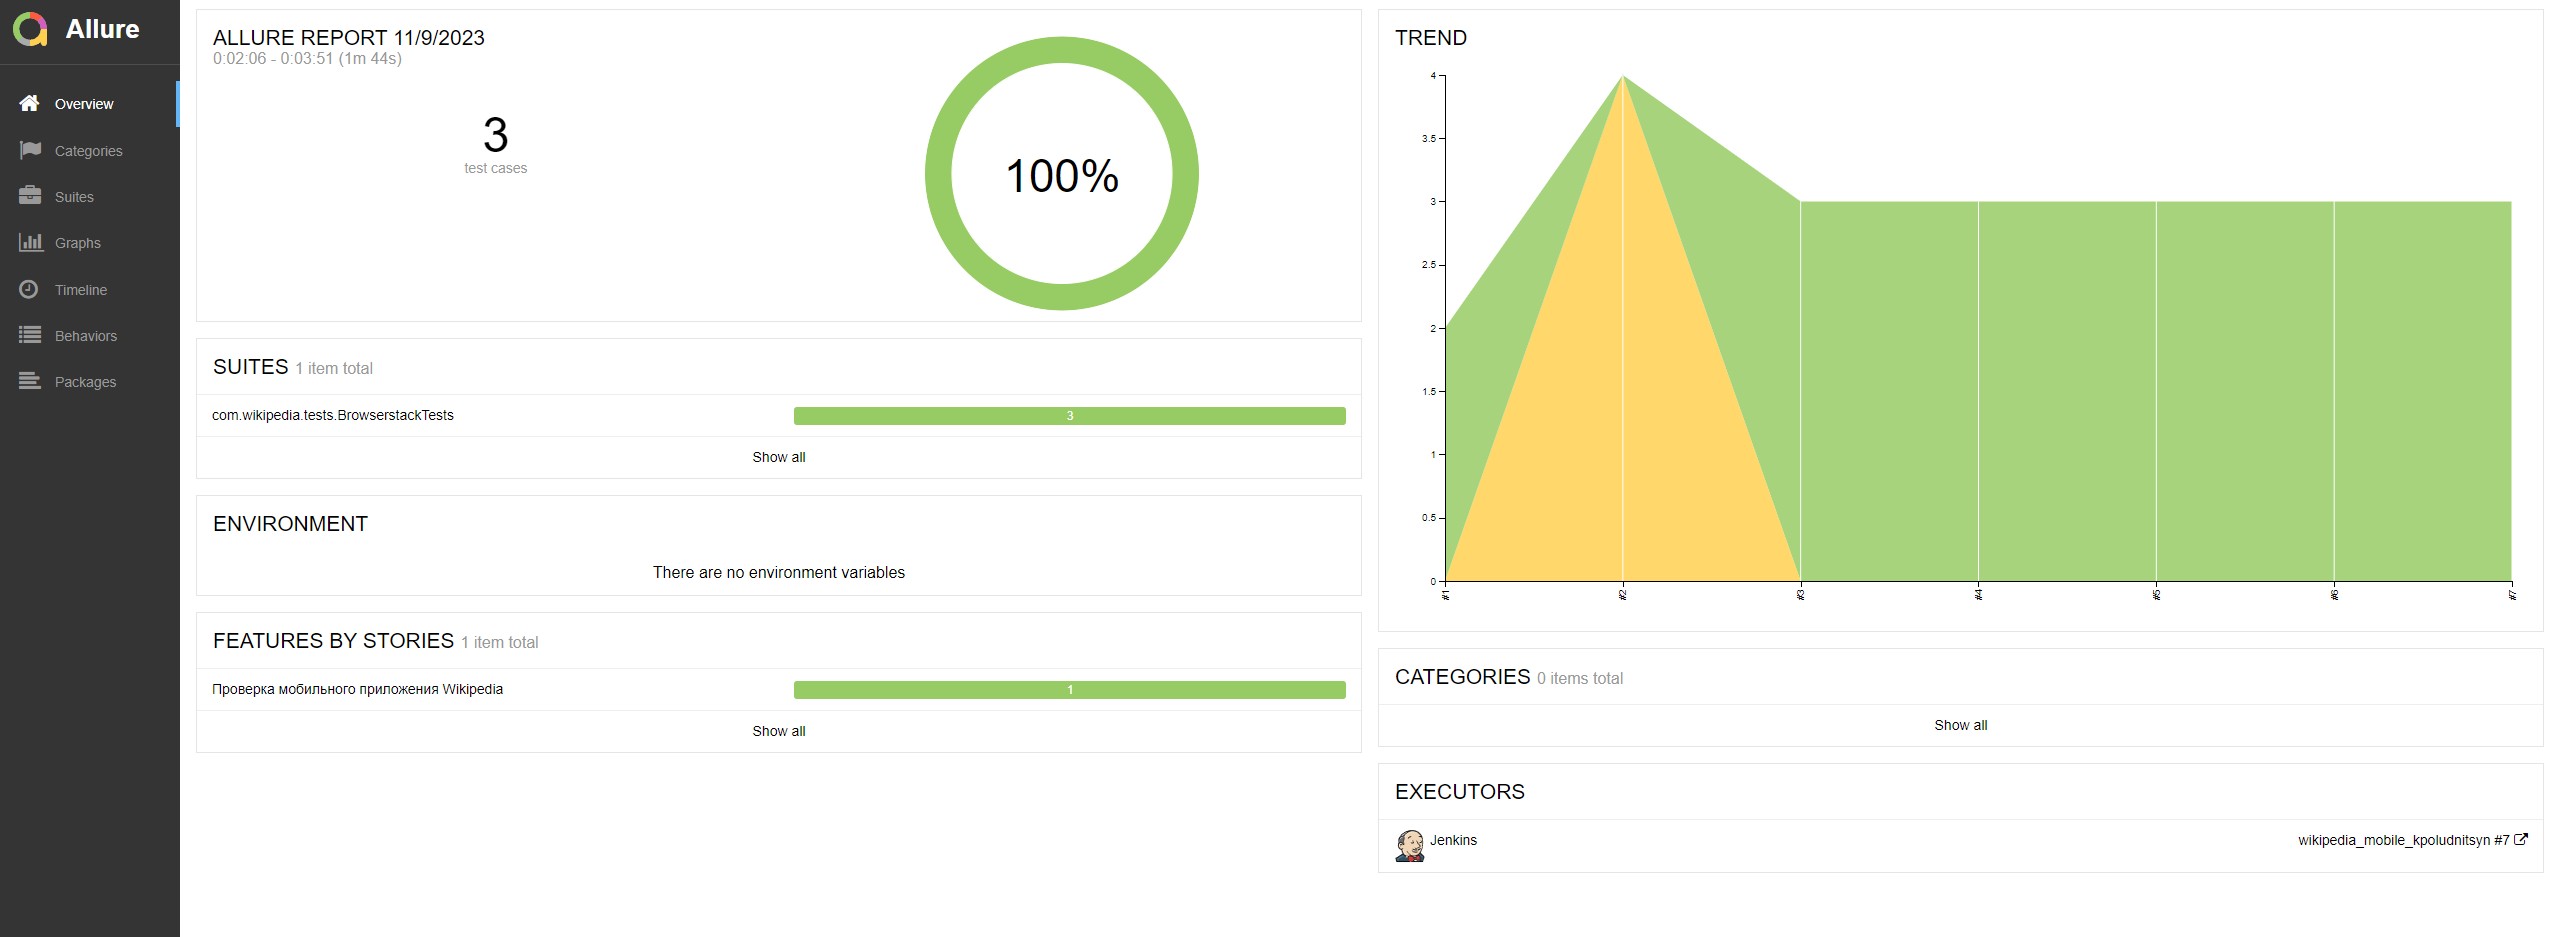 Allure
Overview
Categories
Suites
Graphs
Timeline
Behaviors
Packages
ALLURE REPORT 11/9/2023
0:02:06 - 0:03:51 (1m 44s)
3
test cases
100%
SUITES 1 item total
com.wikipedia.tests.BrowserstackTests 3
Show all
ENVIRONMENT
There are no environment variables
FEATURES BY STORIES 1 item total
Проверка мобильного приложения Wikipedia 1
Show all
TREND
4
3.5
3
2.5
2
1.5
1
0.5
0
#1 #2 #3 #4 #5 #6 #7
CATEGORIES 0 items total
Show all
EXECUTORS
Jenkins wikipedia_mobile_kpoludnitsyn #7